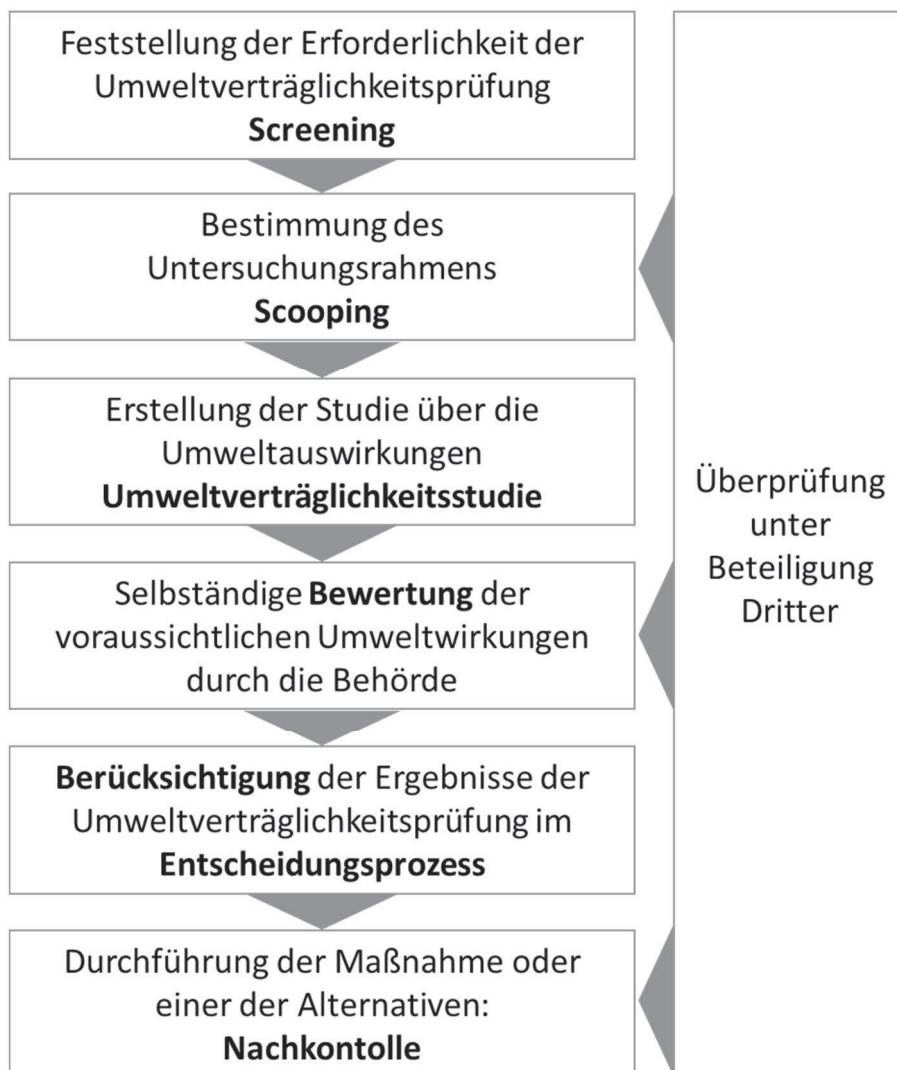 Feststellung der Erforderlichkeit der
Umweltverträglichkeitsprüfung
Screening
Bestimmung des
Untersuchungsrahmens
Scooping
Erstellung der Studie über die
Umweltauswirkungen
Umweltverträglichkeitsstudie
Selbständige Bewertung der
voraussichtlichen Umweltwirkungen
durch die Behörde
Berücksichtigung der Ergebnisse der
Umweltverträglichkeitsprüfung im
Entscheidungsprozess
Durchführung der Maßnahme oder
einer der Alternativen:
Nachkontolle
Überprüfung
unter
Beteiligung
Dritter